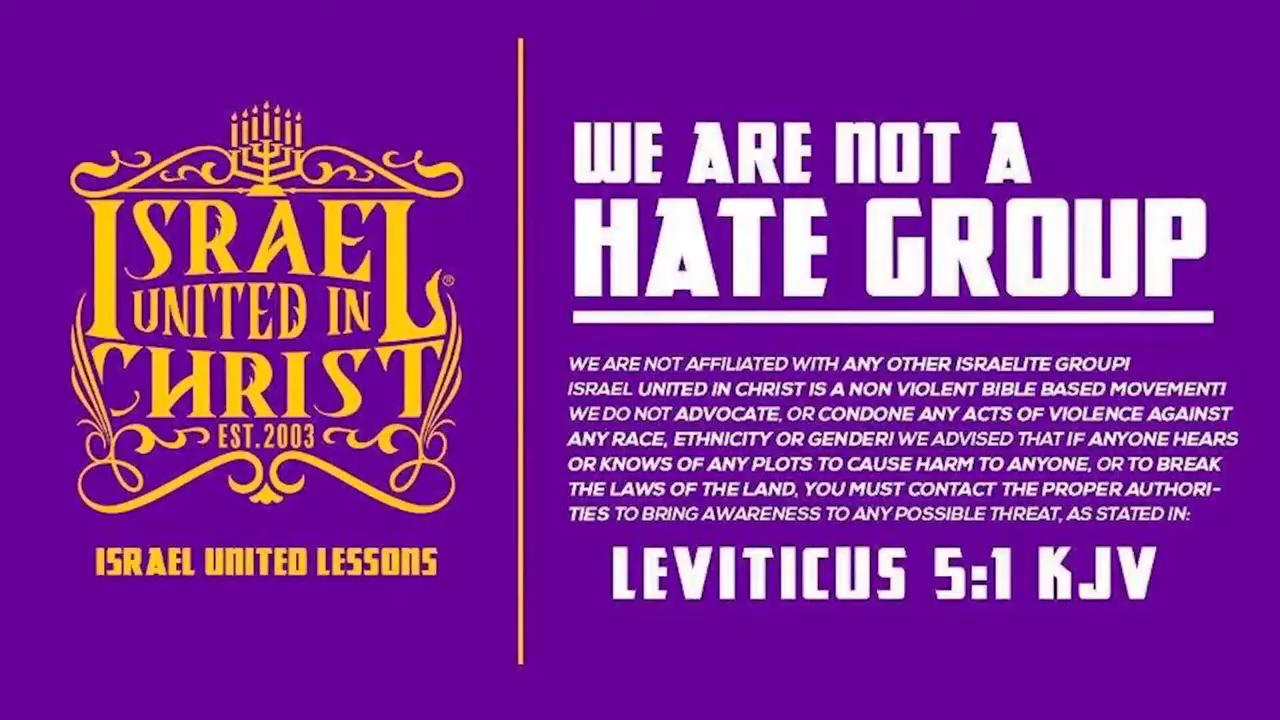 ISRAEL
UNITED IN
CHRIST
EST. 2003
ISRAEL UNITED LESSONS
WE ARE NOT A
HATE GROUP
WE ARE NOT AFFILIATED WITH ANY OTHER ISRAELITE GROUP!
ISRAEL UNITED IN CHRIST IS A NON VIOLENT BIBLE BASED MOVEMENT!
WE DO NOT ADVOCATE, OR CONDONE ANY ACTS OF VIOLENCE AGAINST
ANY RACE, ETHNICITY OR GENDER! WE ADVISED THAT IF ANYONE HEARS
OR KNOWS OF ANY PLOTS TO CAUSE HARM TO ANYONE, OR TO BREAK
THE LAWS OF THE LAND, YOU MUST CONTACT THE PROPER AUTHORI-
TIES TO BRING AWARENESS TO ANY POSSIBLE THREAT, AS STATED IN:
LEVITICUS 5:1 KJV